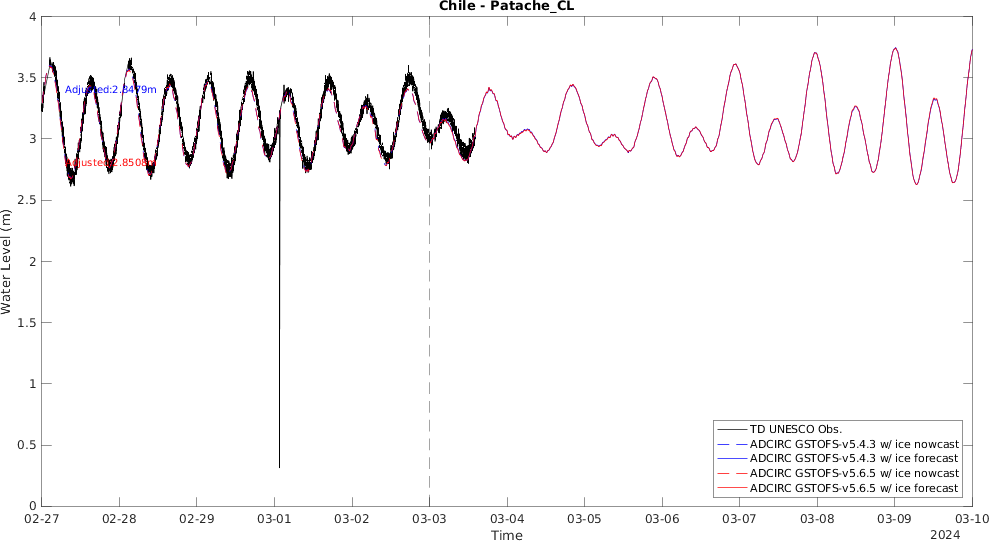 Chile - Patache_CL
4
3.5
3
2.5
2
1.5
1
0.5
0
Water Level (m)
Adjusted:2.8479m
Adjusted:2.8508m
TD UNESCO Obs.
ADCIRC GSTOFS-v5.4.3 w/ ice nowcast
ADCIRC GSTOFS-v5.4.3 w/ ice forecast
ADCIRC GSTOFS-v5.6.5 w/ ice nowcast
ADCIRC GSTOFS-v5.6.5 w/ ice forecast
02-27 02-28 02-29 03-01 03-02 03-03 03-04 03-05 03-06 03-07 03-08 03-09 03-10
Time
2024